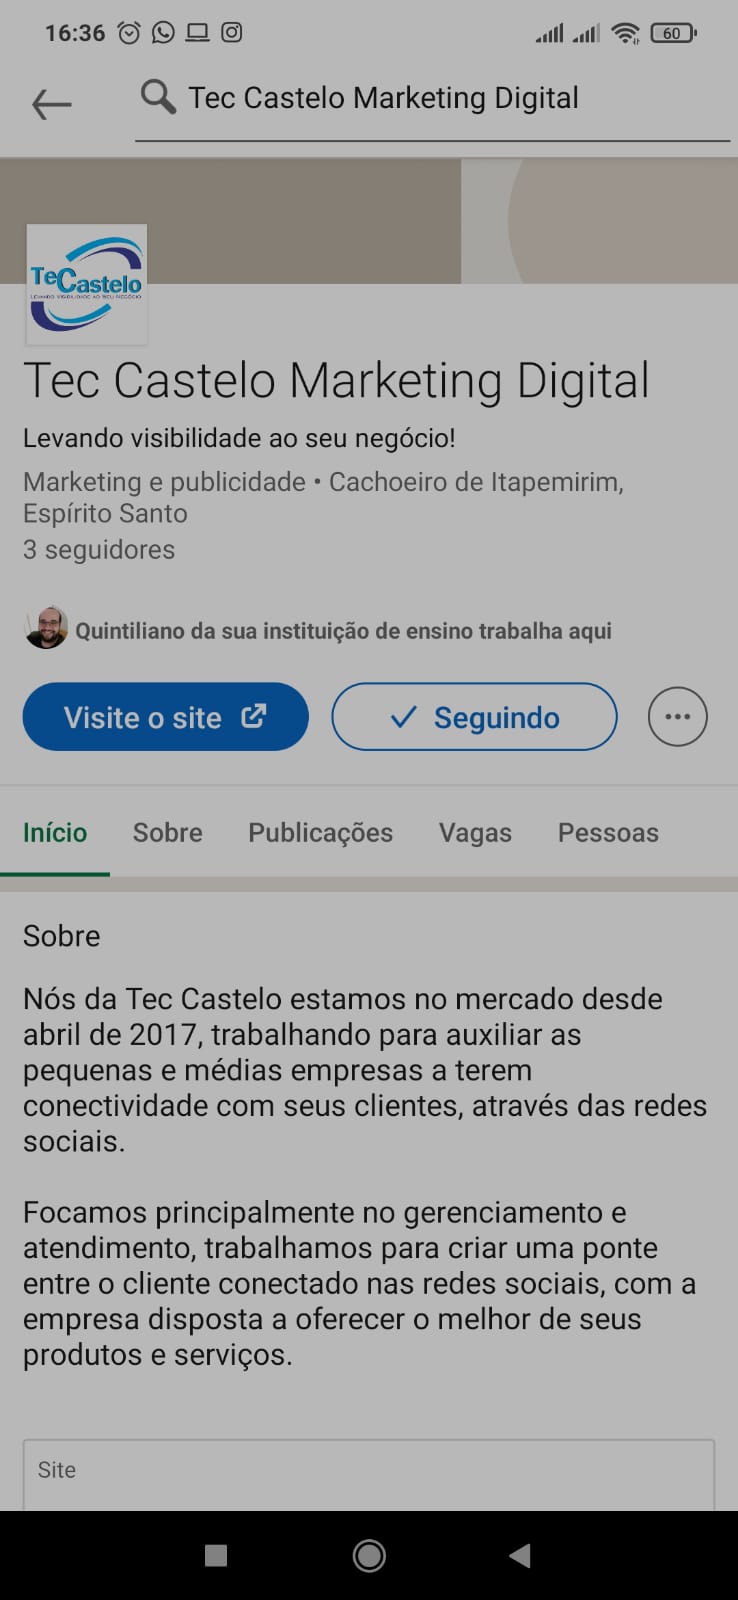 16:36
60
Tec Castelo Marketing Digital
TeCastelo
LEVANDO VISIBILIDADE AO SEU NEGÓCIO
Tec Castelo Marketing Digital
Levando visibilidade ao seu negócio!
Marketing e publicidade • Cachoeiro de Itapemirim,
Espírito Santo
3 seguidores
Quintiliano da sua instituição de ensino trabalha aqui
Visite o site
Seguindo
Início Sobre Publicações Vagas Pessoas
Sobre
Nós da Tec Castelo estamos no mercado desde
abril de 2017, trabalhando para auxiliar as
pequenas e médias empresas a terem
conectividade com seus clientes, através das redes
sociais.
Focamos principalmente no gerenciamento e
atendimento, trabalhamos para criar uma ponte
entre o cliente conectado nas redes sociais, com a
empresa disposta a oferecer o melhor de seus
produtos e serviços.
Site